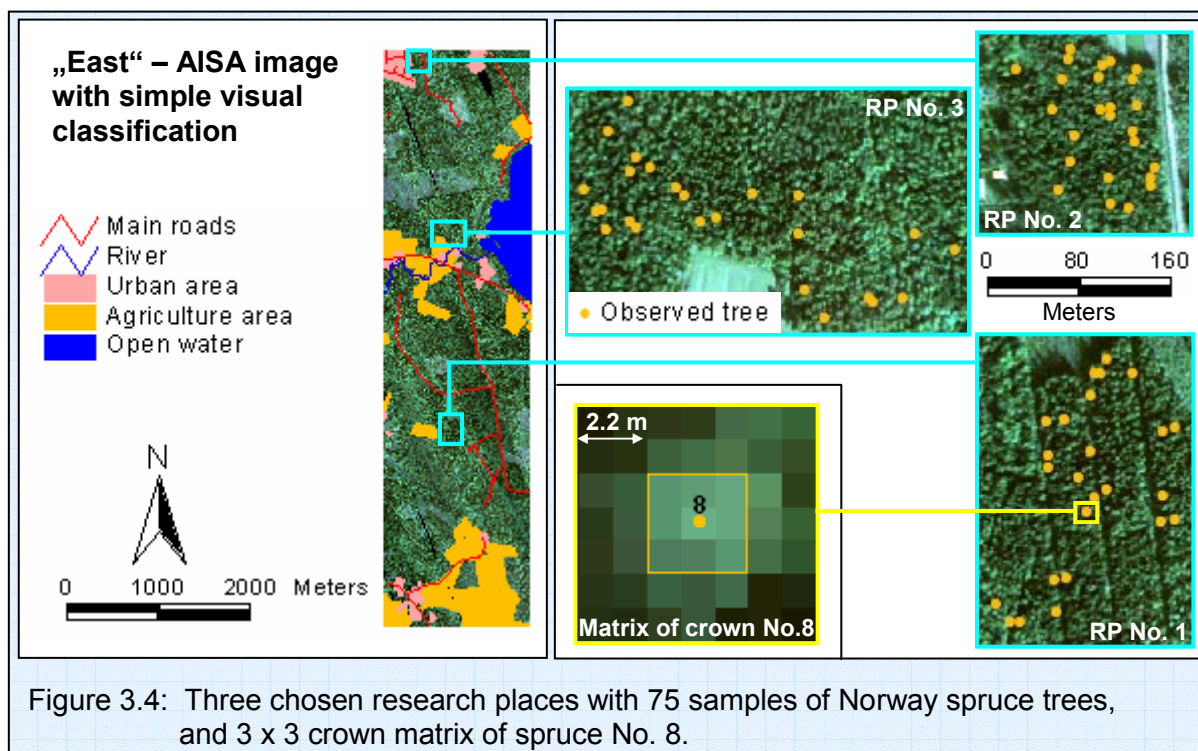 „East“ – AISA image
with simple visual
classification
Main roads
River
Urban area
Agriculture area
Open water
N
0 1000 2000 Meters
RP No. 3
Observed tree
RP No. 2
0 80 160
Meters
2.2 m
8
Matrix of crown No.8
RP No. 1
Figure 3.4: Three chosen research places with 75 samples of Norway spruce trees,
and 3 x 3 crown matrix of spruce No. 8.